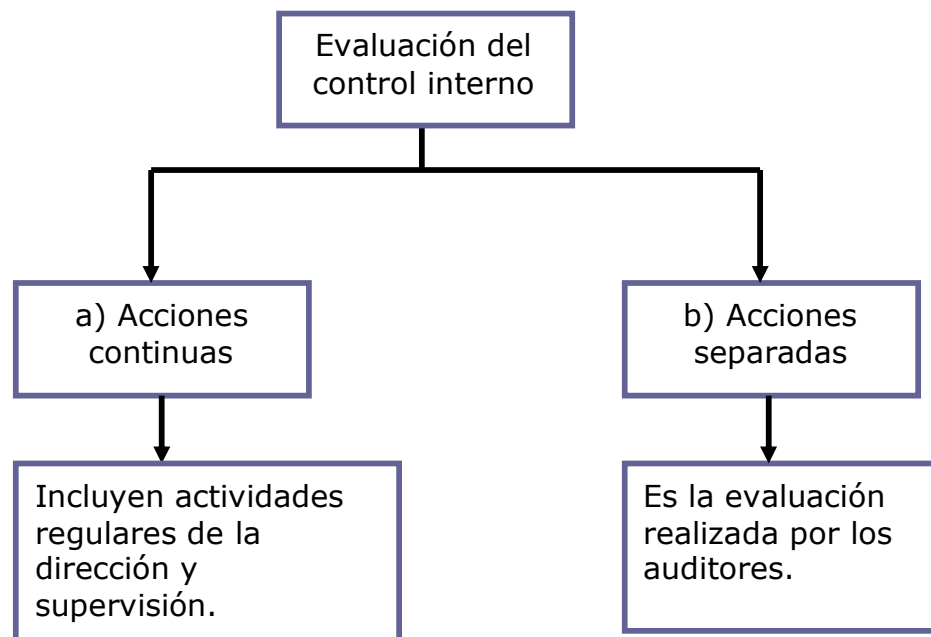 Evaluación del
control interno
a) Acciones
continuas
b) Acciones
separadas
Incluyen actividades
regulares de la
dirección y
supervisión.
Es la evaluación
realizada por los
auditores.